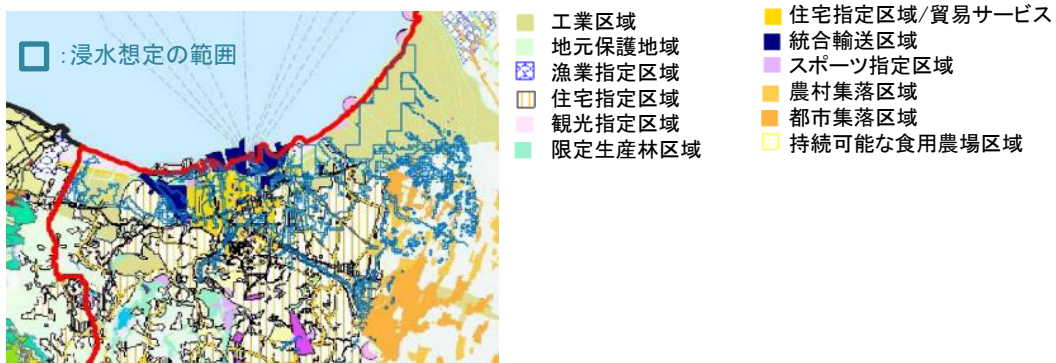 :浸水想定の範囲
工業区域
地元保護地域
漁業指定区域
住宅指定区域
観光指定区域
限定生産林区域
住宅指定区域/貿易サービス
統合輸送区域
スポーツ指定区域
農村集落区域
都市集落区域
持続可能な食用農場区域